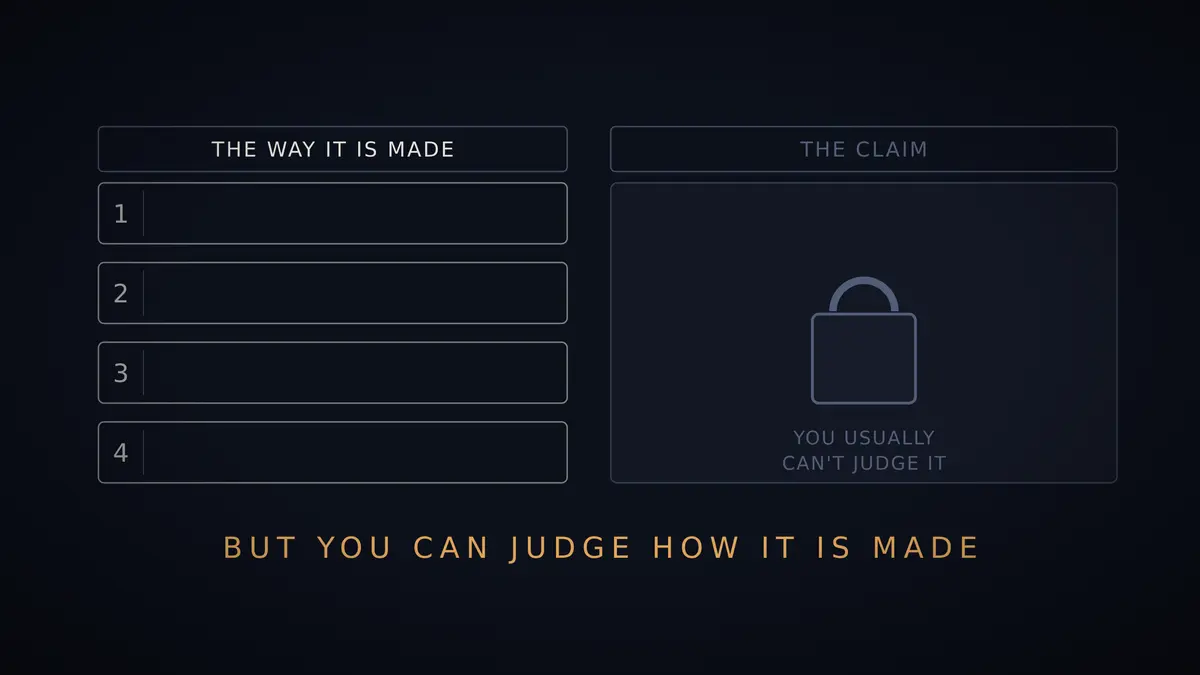 THE WAY IT IS MADE
1
2
3
4
THE CLAIM
YOU USUALLY
CAN'T JUDGE IT
BUT YOU CAN JUDGE HOW IT IS MADE